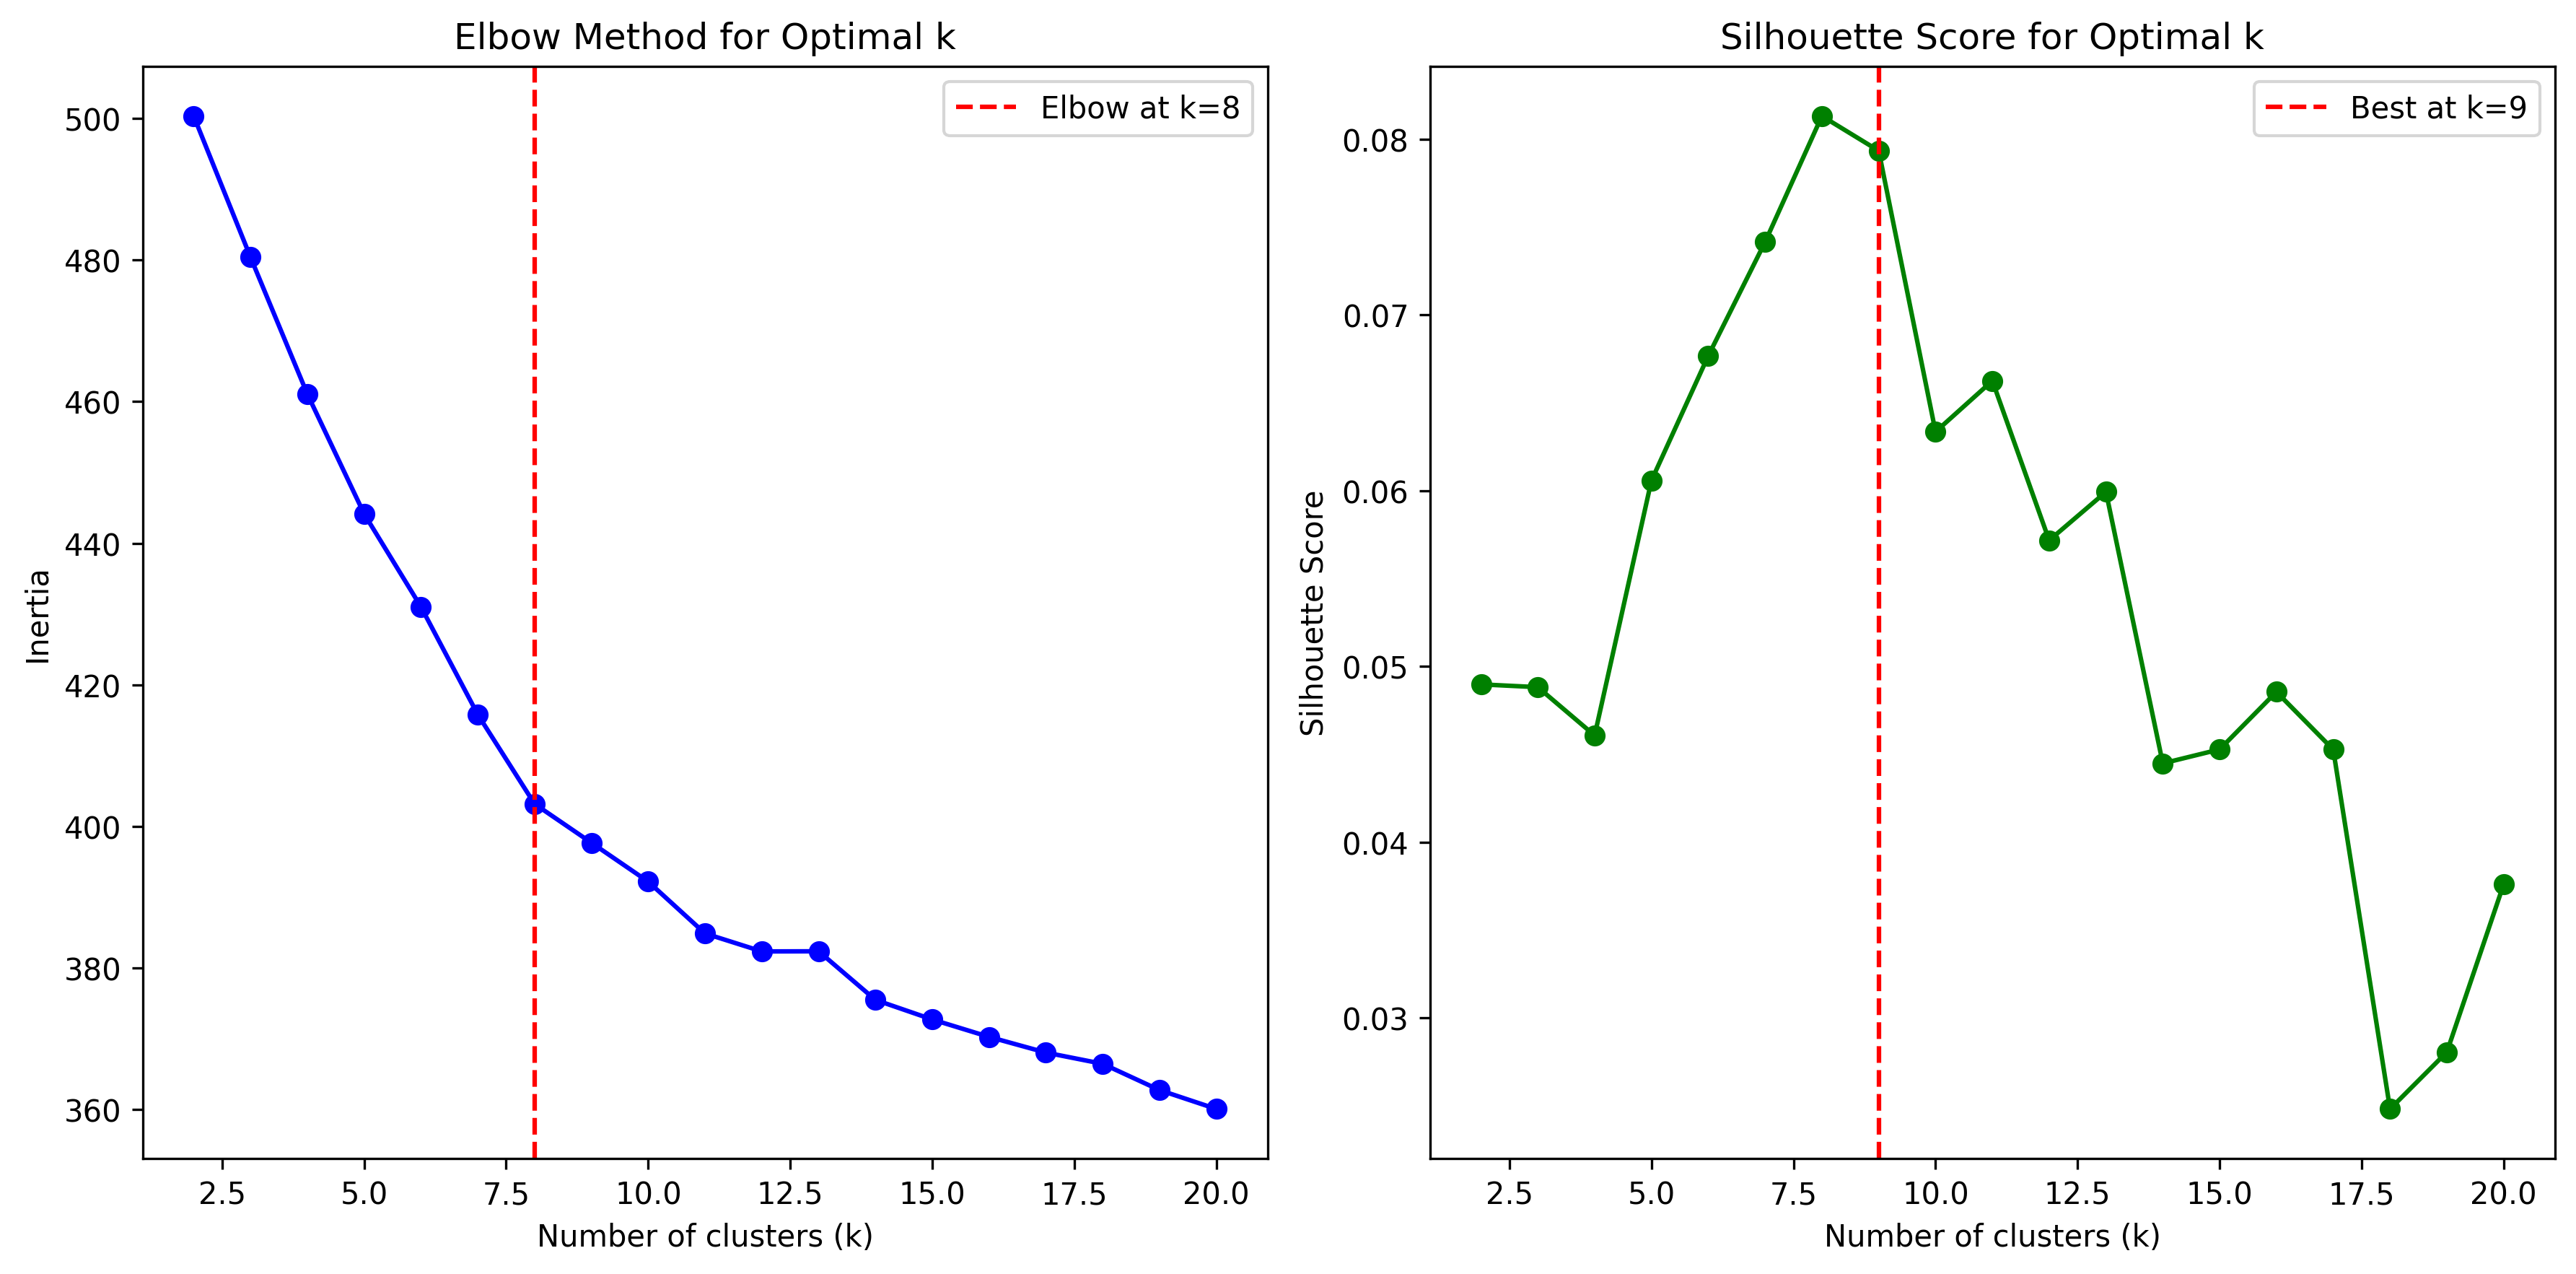 Elbow Method for Optimal k
Elbow at k=8
500
480
460
440
420
400
380
360
Inertia
2.5 5.0 7.5 10.0 12.5 15.0 17.5 20.0
Number of clusters (k)
Silhouette Score for Optimal k
Best at k=9
0.08
0.07
0.06
0.05
0.04
0.03
Silhouette Score
2.5 5.0 7.5 10.0 12.5 15.0 17.5 20.0
Number of clusters (k)